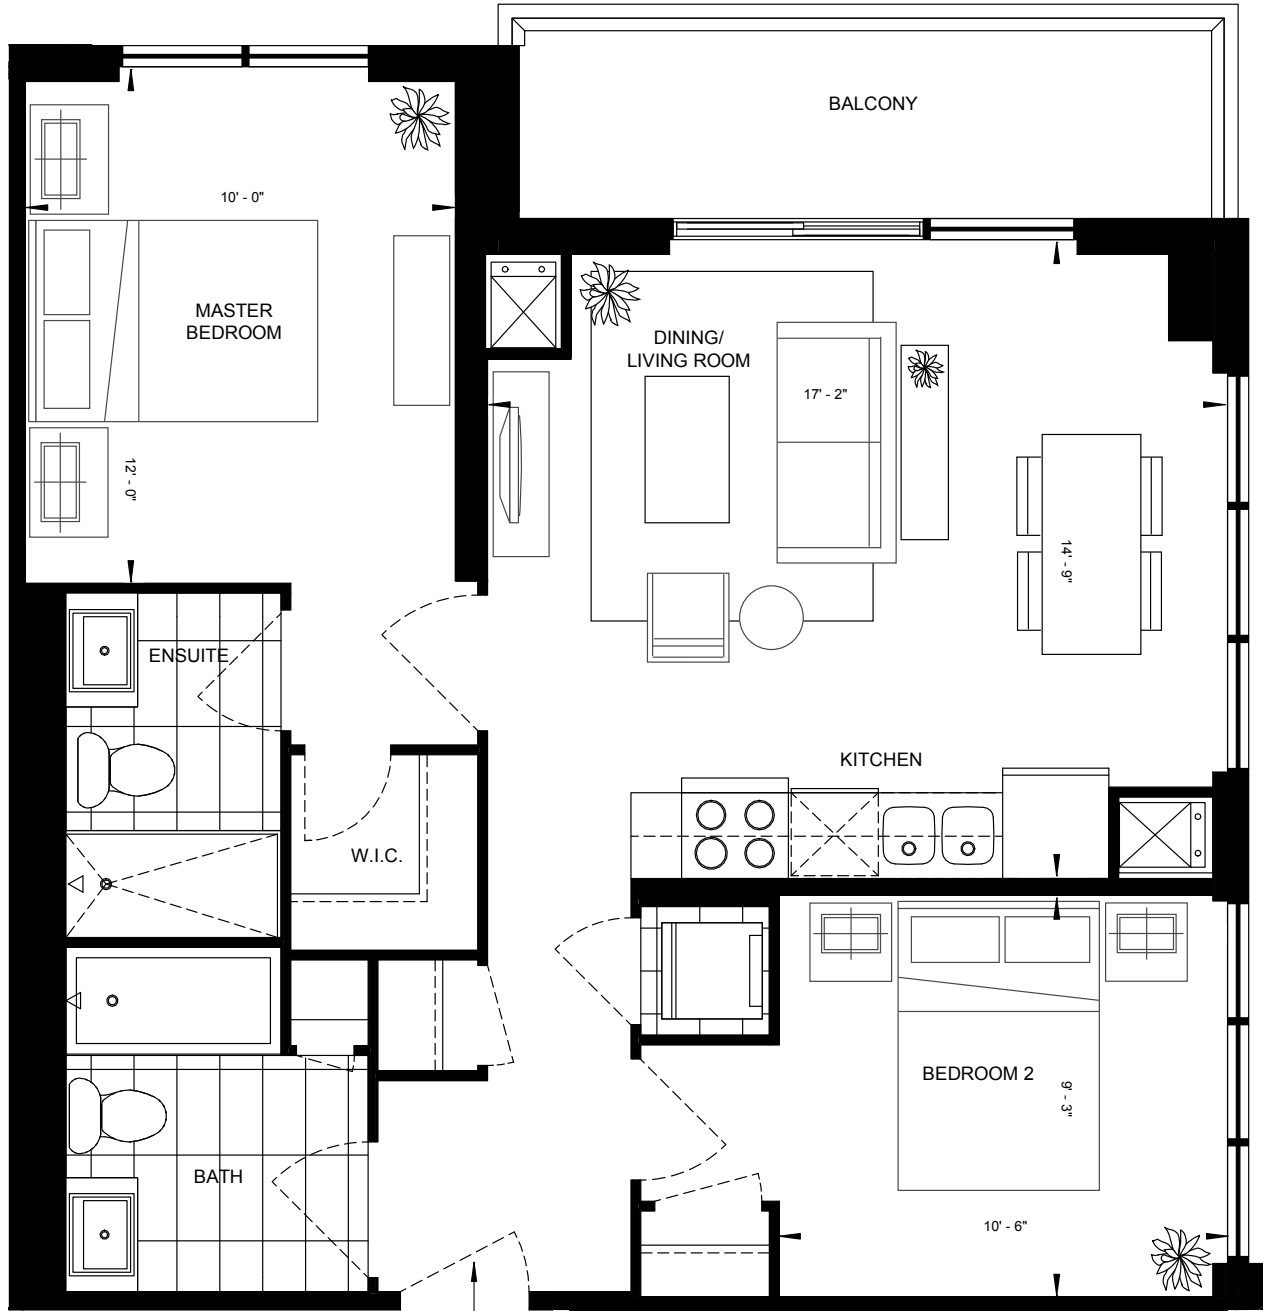 BALCONY
10' - 0"
MASTER
BEDROOM
12' - 0"
DINING/
LIVING ROOM
17' - 2"
14' - 9"
ENSUITE
KITCHEN
W.I.C.
BEDROOM 2
9' - 3"
BATH
10' - 6"